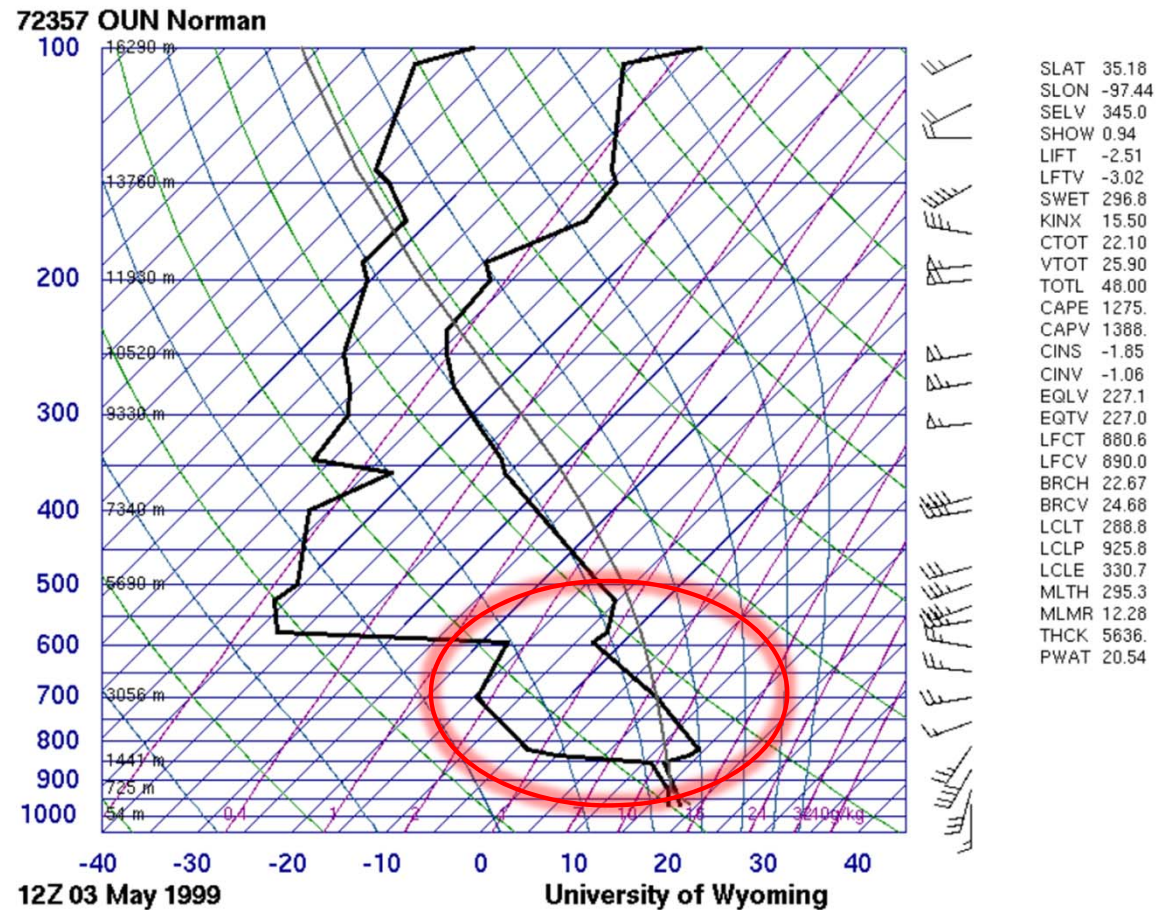 72357 OUN Norman
100 16290 m
13760 m
200 11930 m
10520 m
300 9330 m
400 7340 m
500 5690 m
600
700 3056 m
800
1441 m
900
725 m
1000 54 m 0.4 1 2 4 7 10 16 24 32 40g/kg
-40 -30 -20 -10 0 10 20 30 40
12Z 03 May 1999 University of Wyoming
SLAT 35.18
SLON -97.44
SELV 345.0
SHOW 0.94
LIFT -2.51
LFTV -3.02
SWET 296.8
KINX 15.50
CTOT 22.10
VTOT 25.90
TOTL 48.00
CAPE 1275.
CAPV 1388.
CINS -1.85
CINV -1.06
EQLV 227.1
EQTV 227.0
LFCT 880.6
LFCV 890.0
BRCH 22.67
BRCV 24.68
LCLT 288.8
LCLP 925.8
LCLE 330.7
MLTH 295.3
MLMR 12.28
THCK 5636.
PWAT 20.54